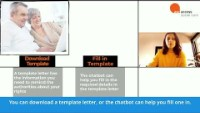 Download
Template
A template letter has
the information you
need to remind the
authorities about your
rights
Fill in
Template
The chatbot
can help
you fill in the
required details in
the template letter
You can download a template letter, or the chatbot can help you fill one in.